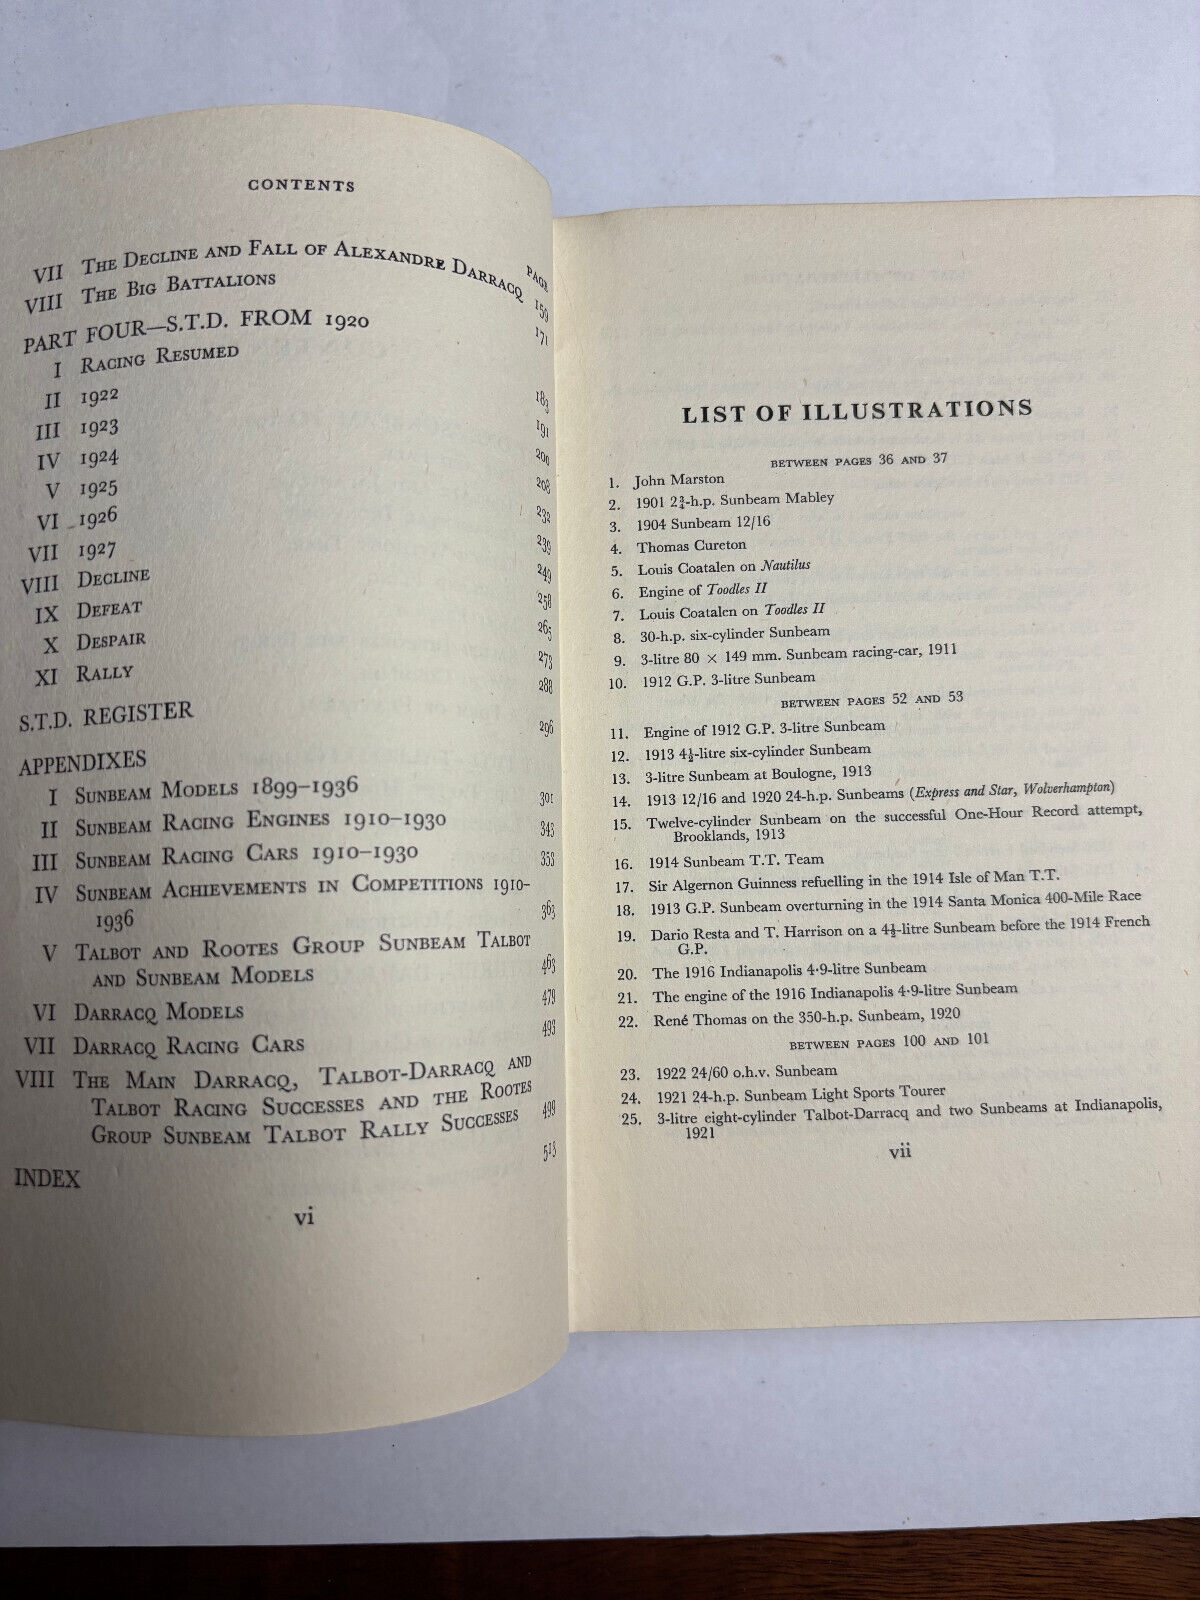 CONTENTS
PAGE
VII THE DECLINE AND FALL OF ALEXANDRE DARRACQ 159
VIII THE BIG BATTALIONS 171
PART FOUR—S.T.D. FROM 1920
I RACING RESUMED 183
II 1922 191
III 1923 200
IV 1924 208
V 1925 232
VI 1926 239
VII 1927 249
VIII DECLINE 258
IX DEFEAT 265
X DESPAIR 273
XI RALLY 288
S.T.D. REGISTER 296
APPENDIXES
I SUNBEAM MODELS 1899–1936 301
II SUNBEAM RACING ENGINES 1910–1930 343
III SUNBEAM RACING CARS 1910–1930 353
IV SUNBEAM ACHIEVEMENTS IN COMPETITIONS 1910–
1936 363
V TALBOT AND ROOTES GROUP SUNBEAM TALBOT
AND SUNBEAM MODELS 463
VI DARRACQ MODELS 479
VII DARRACQ RACING CARS 493
VIII THE MAIN DARRACQ, TALBOT-DARRACQ AND
TALBOT RACING SUCCESSES AND THE ROOTES
GROUP SUNBEAM TALBOT RALLY SUCCESSES 499
INDEX 513
vi
LIST OF ILLUSTRATIONS
BETWEEN PAGES 36 AND 37
1. John Marston
2. 1901 2¾-h.p. Sunbeam Mabley
3. 1904 Sunbeam 12/16
4. Thomas Cureton
5. Louis Coatalen on Nautilus
6. Engine of Toodles II
7. Louis Coatalen on Toodles II
8. 30-h.p. six-cylinder Sunbeam
9. 3-litre 80 × 149 mm. Sunbeam racing-car, 1911
10. 1912 G.P. 3-litre Sunbeam
BETWEEN PAGES 52 AND 53
11. Engine of 1912 G.P. 3-litre Sunbeam
12. 1913 4½-litre six-cylinder Sunbeam
13. 3-litre Sunbeam at Boulogne, 1913
14. 1913 12/16 and 1920 24-h.p. Sunbeams (Express and Star, Wolverhampton)
15. Twelve-cylinder Sunbeam on the successful One-Hour Record attempt,
Brooklands, 1913
16. 1914 Sunbeam T.T. Team
17. Sir Algernon Guinness refuelling in the 1914 Isle of Man T.T.
18. 1913 G.P. Sunbeam overturning in the 1914 Santa Monica 400-Mile Race
19. Dario Resta and T. Harrison on a 4½-litre Sunbeam before the 1914 French
G.P.
20. The 1916 Indianapolis 4·9-litre Sunbeam
21. The engine of the 1916 Indianapolis 4·9-litre Sunbeam
22. René Thomas on the 350-h.p. Sunbeam, 1920
BETWEEN PAGES 100 AND 101
23. 1922 24/60 o.h.v. Sunbeam
24. 1921 24-h.p. Sunbeam Light Sports Tourer
25. 3-litre eight-cylinder Talbot-Darracq and two Sunbeams at Indianapolis,
1921
vii